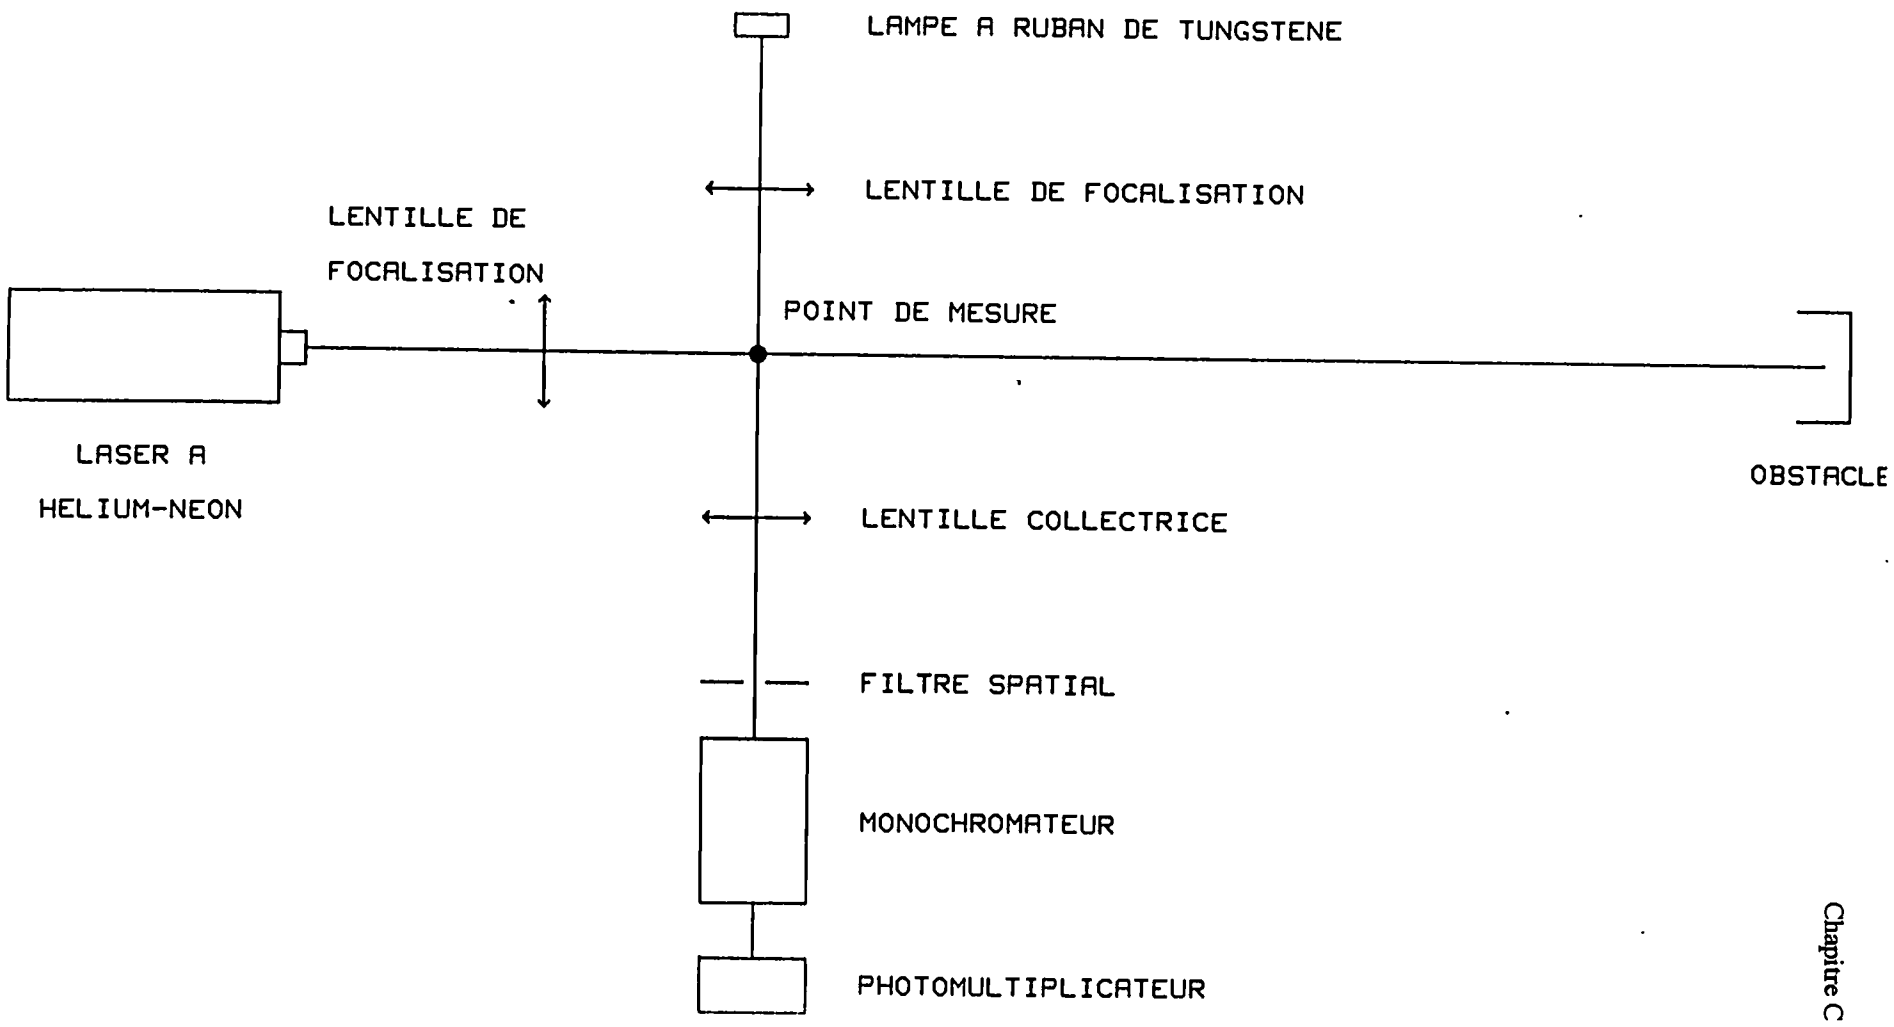 LAMPE A RUBAN DE TUNGSTENE
LENTILLE DE FOCALISATION
LENTILLE DE
FOCALISATION
POINT DE MESURE
LASER A
HELIUM-NEON
OBSTACLE
LENTILLE COLLECTRICE
FILTRE SPATIAL
MONOCHROMATEUR
PHOTOMULTIPLICATEUR
Chapitre C